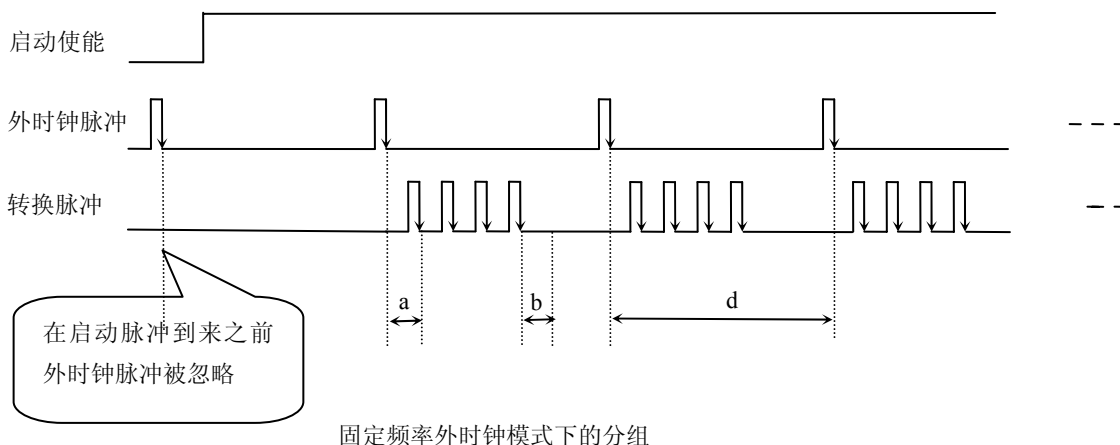 启动使能
外时钟脉冲
转换脉冲
a
b
d
在启动脉冲到来之前
外时钟脉冲被忽略
固定频率外时钟模式下的分组